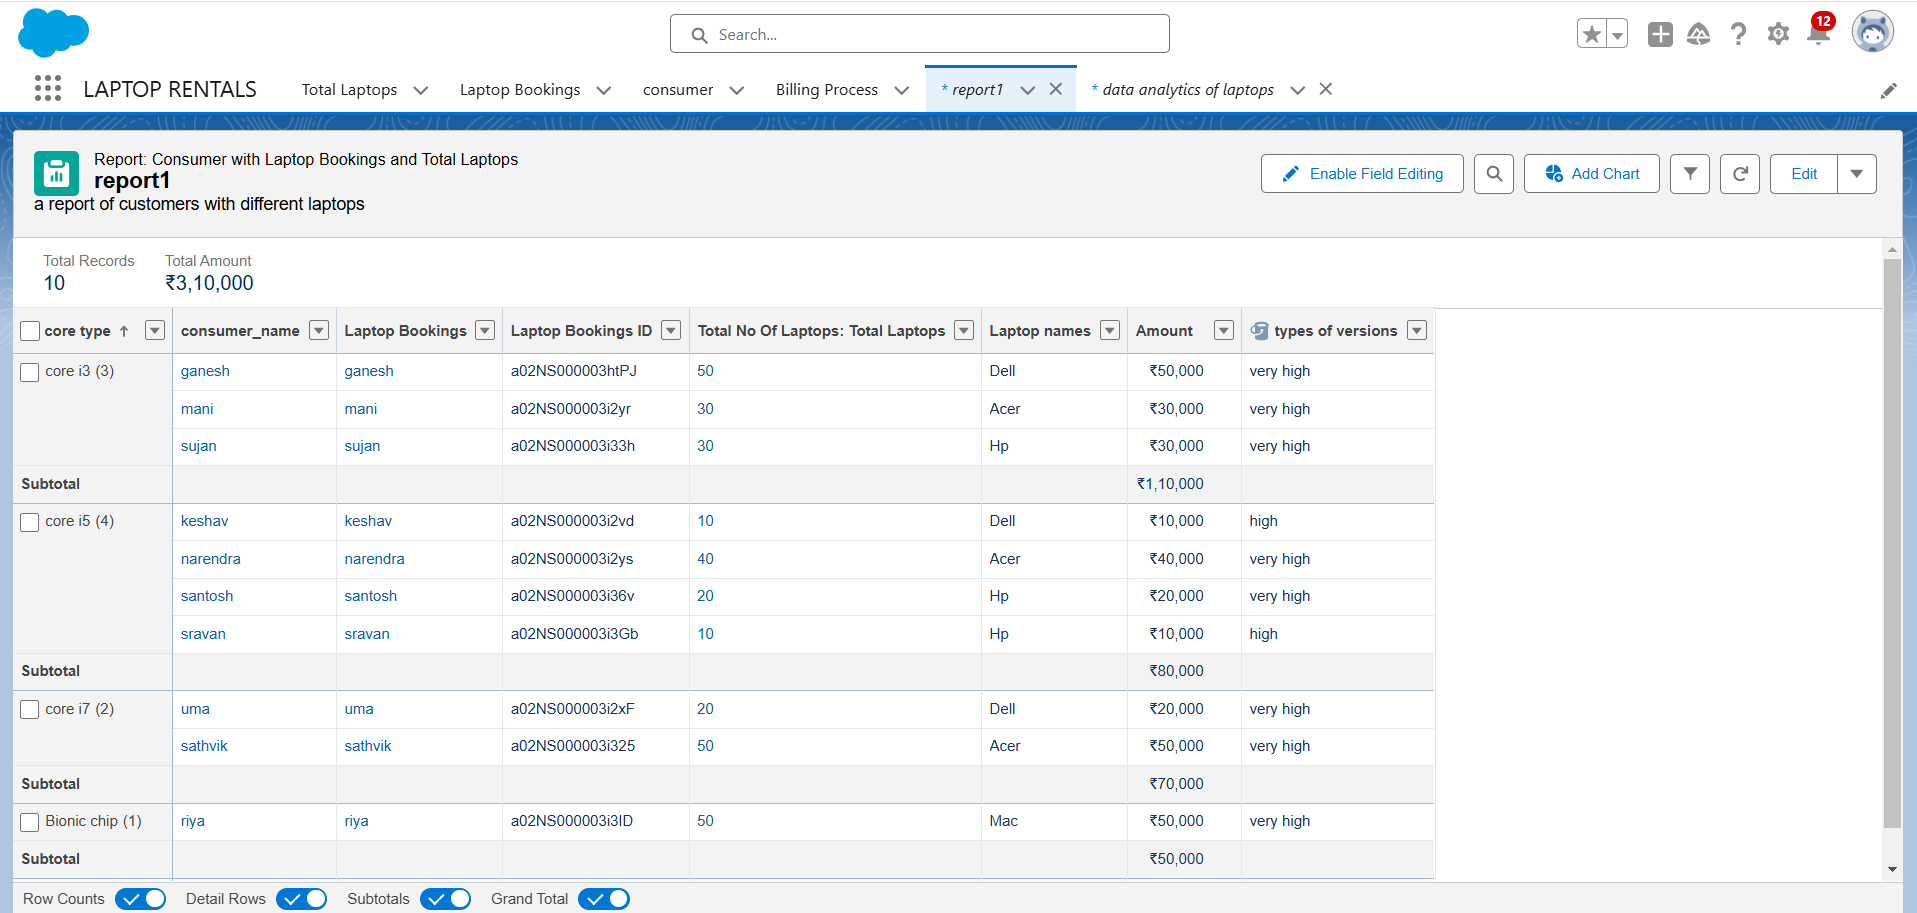 Search...
12
LAPTOP RENTALS Total Laptops Laptop Bookings consumer Billing Process * report1 * data analytics of laptops
Report: Consumer with Laptop Bookings and Total Laptops
report1
a report of customers with different laptops
Enable Field Editing Add Chart Edit
Total Records Total Amount
10 ₹3,10,000
core type ↑ consumer_name Laptop Bookings Laptop Bookings ID Total No Of Laptops: Total Laptops Laptop names Amount types of versions
core i3 (3) ganesh ganesh a02NS000003htPJ 50 Dell ₹50,000 very high
mani mani a02NS000003i2yr 30 Acer ₹30,000 very high
sujan sujan a02NS000003i33h 30 Hp ₹30,000 very high
Subtotal ₹1,10,000
core i5 (4) keshav keshav a02NS000003i2vd 10 Dell ₹10,000 high
narendra narendra a02NS000003i2ys 40 Acer ₹40,000 very high
santosh santosh a02NS000003i36v 20 Hp ₹20,000 very high
sravan sravan a02NS000003i3Gb 10 Hp ₹10,000 high
Subtotal ₹80,000
core i7 (2) uma uma a02NS000003i2xF 20 Dell ₹20,000 very high
sathvik sathvik a02NS000003i325 50 Acer ₹50,000 very high
Subtotal ₹70,000
Bionic chip (1) riya riya a02NS000003i3ID 50 Mac ₹50,000 very high
Subtotal ₹50,000
Row Counts Detail Rows Subtotals Grand Total